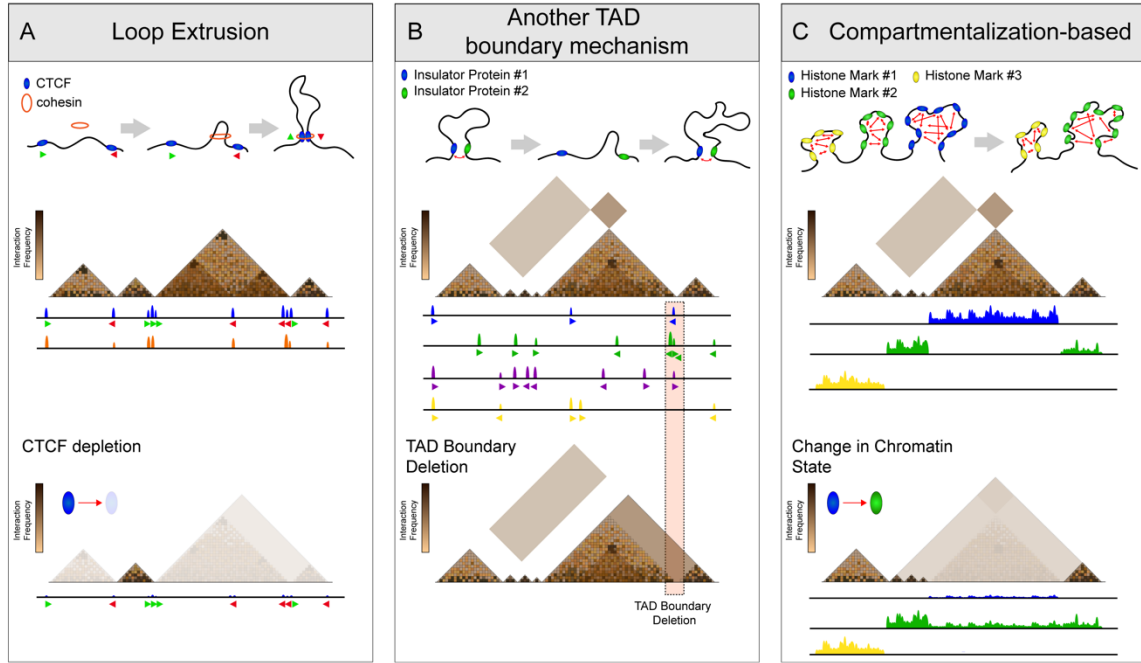 A
Loop Extrusion
CTCF
cohesin
Interaction
Frequency
CTCF depletion
Interaction
Frequency
B
Another TAD
boundary mechanism
Insulator Protein #1
Insulator Protein #2
Interaction
Frequency
TAD Boundary
Deletion
Interaction
Frequency
TAD Boundary
Deletion
C
Compartmentalization-based
Histone Mark #1
Histone Mark #3
Histone Mark #2
Interaction
Frequency
Change in Chromatin
State
Interaction
Frequency